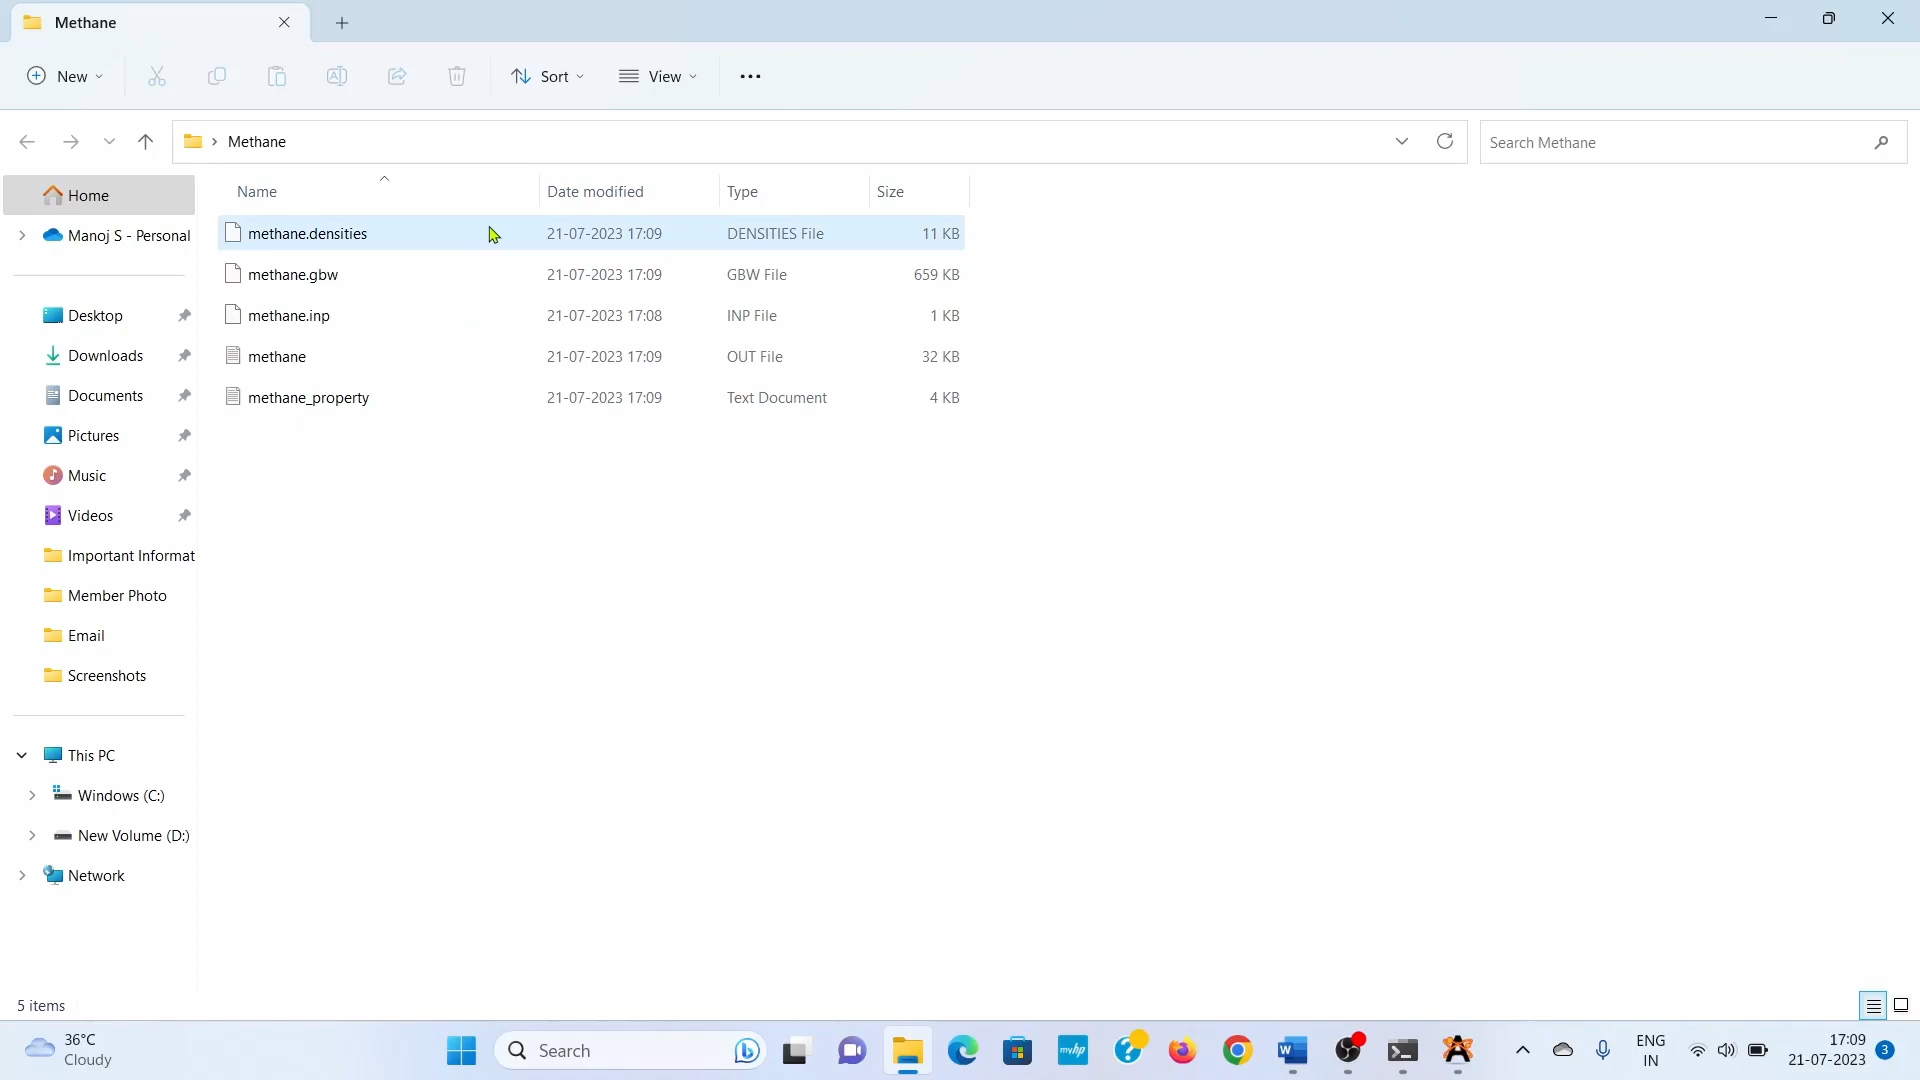 Methane
New
Sort
View
Methane
Search Methane
Name
Date modified
Type
Size
Home
Manoj S - Personal
Desktop
Downloads
Documents
Pictures
Music
Videos
Important Informat
Member Photo
Email
Screenshots
This PC
Windows (C:)
New Volume (D:)
Network
methane.densities 21-07-2023 17:09 DENSITIES File 11 KB
methane.gbw 21-07-2023 17:09 GBW File 659 KB
methane.inp 21-07-2023 17:08 INP File 1 KB
methane 21-07-2023 17:09 OUT File 32 KB
methane_property 21-07-2023 17:09 Text Document 4 KB
5 items
36°C
Cloudy
Search
myhp
ENG
IN
17:09
21-07-2023
3